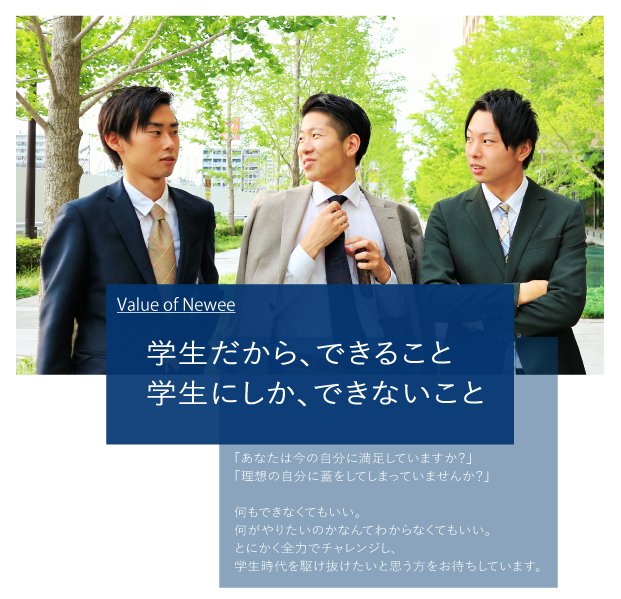 Value of Newee
学生だから、できること
学生にしか、できないこと
「あなたは今の自分に満足していますか？」
「理想の自分に蓋をしてしまっていませんか？」
何もできなくてもいい。
何がやりたいのかなんてわからなくてもいい。
とにかく全力でチャレンジし、
学生時代を駆け抜けたいと思う方をお待ちしています。